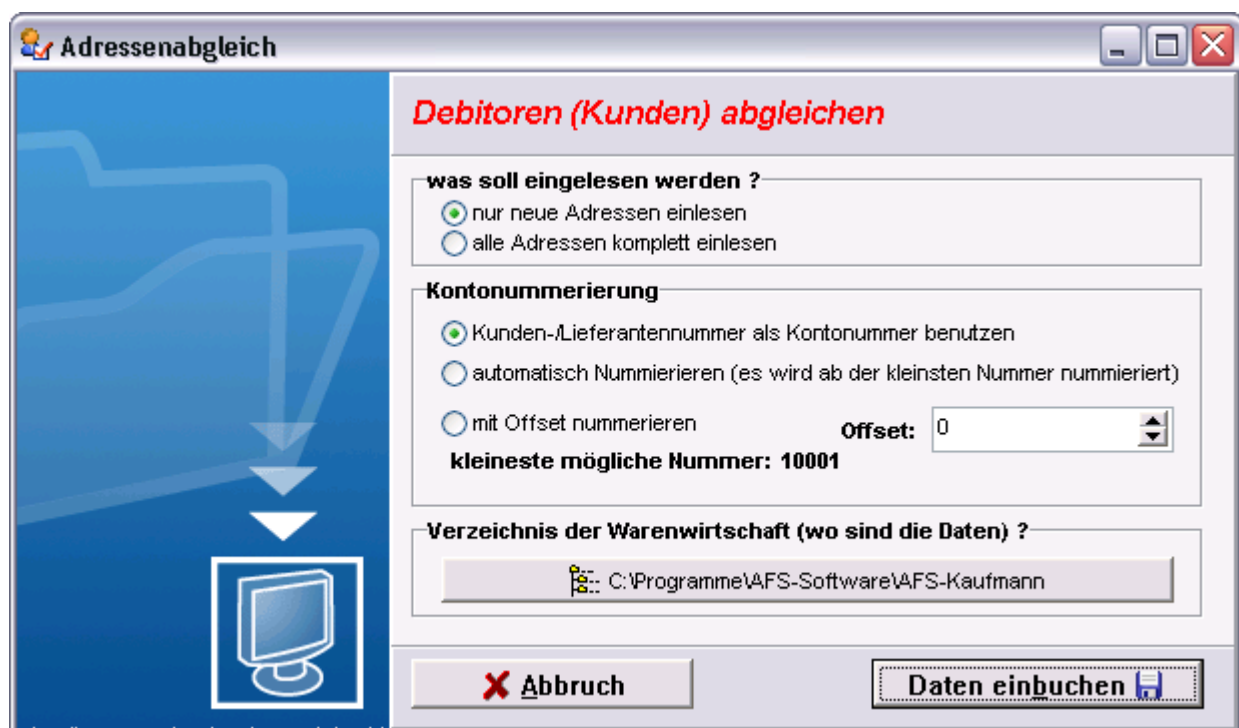 Adressenabgleich
Debitoren (Kunden) abgleichen
was soll eingelesen werden ?
nur neue Adressen einlesen
alle Adressen komplett einlesen
Kontonummerierung
Kunden-/Lieferantennummer als Kontonummer benutzen
automatisch Nummierieren (es wird ab der kleinsten Nummer nummieriert)
mit Offset nummerieren Offset: 0
kleineste mögliche Nummer: 10001
Verzeichnis der Warenwirtschaft (wo sind die Daten) ?
C:\Programme\AFS-Software\AFS-Kaufmann
Abbruch Daten einbuchen